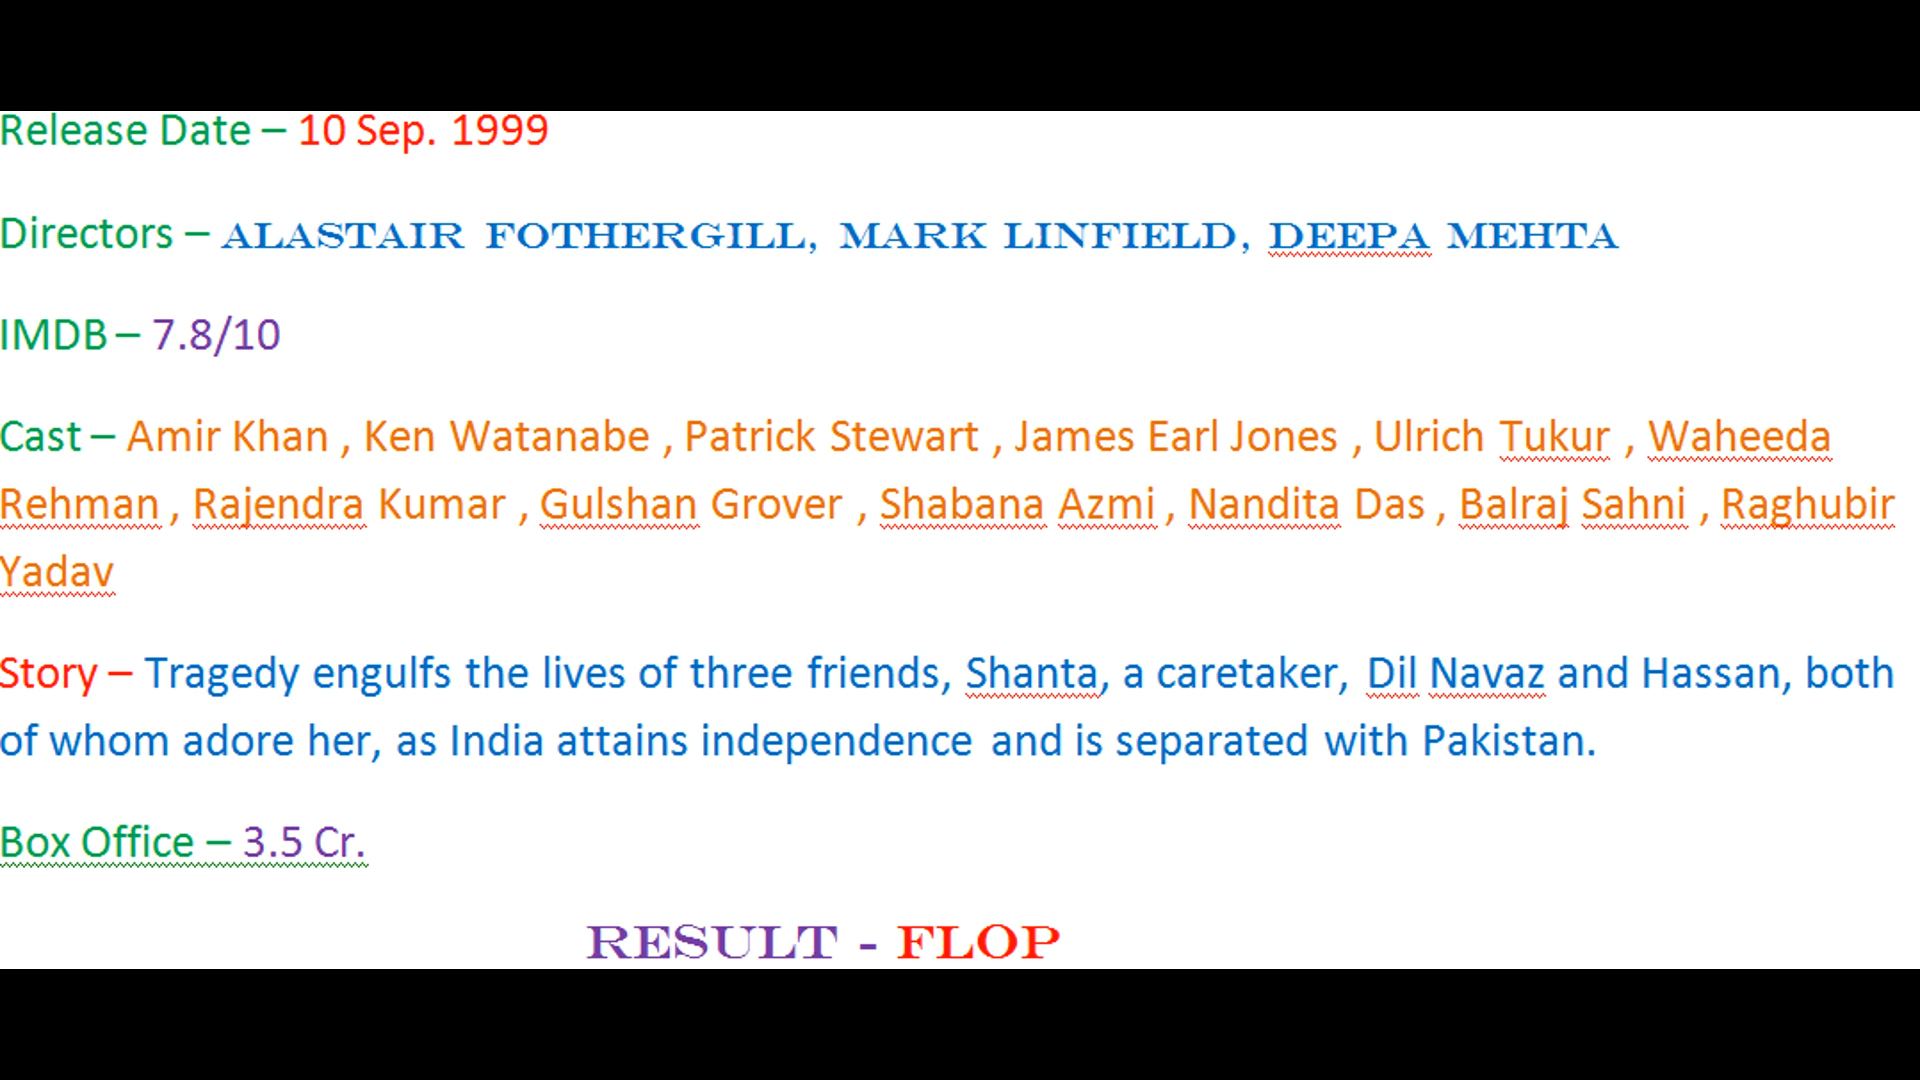 Release Date – 10 Sep. 1999
Directors – ALASTAIR FOTHERGILL, MARK LINFIELD, DEEPA MEHTA
IMDB – 7.8/10
Cast – Amir Khan , Ken Watanabe , Patrick Stewart , James Earl Jones , Ulrich Tukur , Waheeda
Rehman , Rajendra Kumar , Gulshan Grover , Shabana Azmi , Nandita Das , Balraj Sahni , Raghubir
Yadav
Story – Tragedy engulfs the lives of three friends, Shanta, a caretaker, Dil Navaz and Hassan, both
of whom adore her, as India attains independence and is separated with Pakistan.
Box Office – 3.5 Cr.
RESULT - FLOP